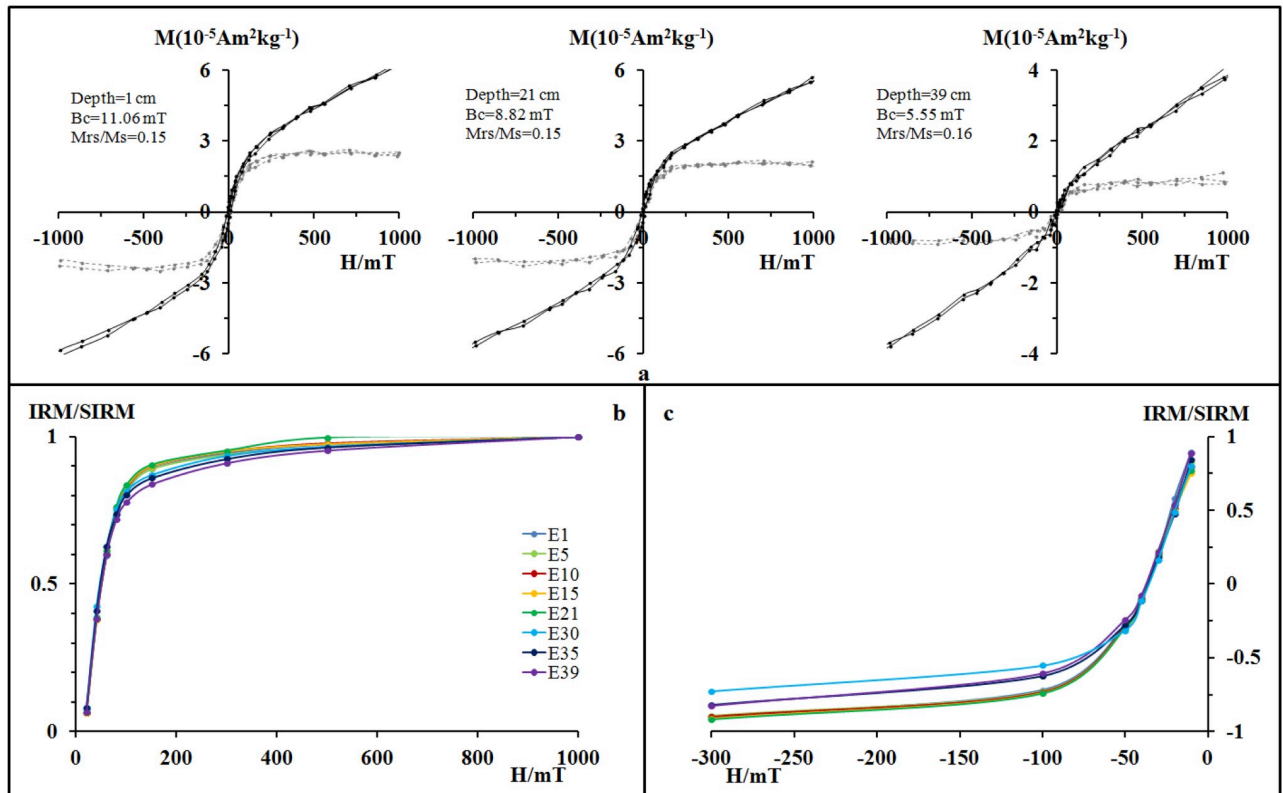 M(10⁻⁵Am²kg⁻¹)
6
Depth=1 cm
Bc=11.06 mT
Mrs/Ms=0.15
3
0
-1000
-500
0
500
1000
H/mT
-3
-6
M(10⁻⁵Am²kg⁻¹)
6
Depth=21 cm
Bc=8.82 mT
Mrs/Ms=0.15
3
0
-1000
-500
0
500
1000
H/mT
-3
-6
M(10⁻⁵Am²kg⁻¹)
4
Depth=39 cm
Bc=5.55 mT
Mrs/Ms=0.16
2
0
-1000
-500
0
500
1000
H/mT
-2
-4
a
IRM/SIRM
b
1
0.5
0
0
200
400
600
800
1000
H/mT
E1
E5
E10
E15
E21
E30
E35
E39
c
IRM/SIRM
1
0.5
0
-0.5
-1
-300
-250
-200
-150
-100
-50
0
H/mT